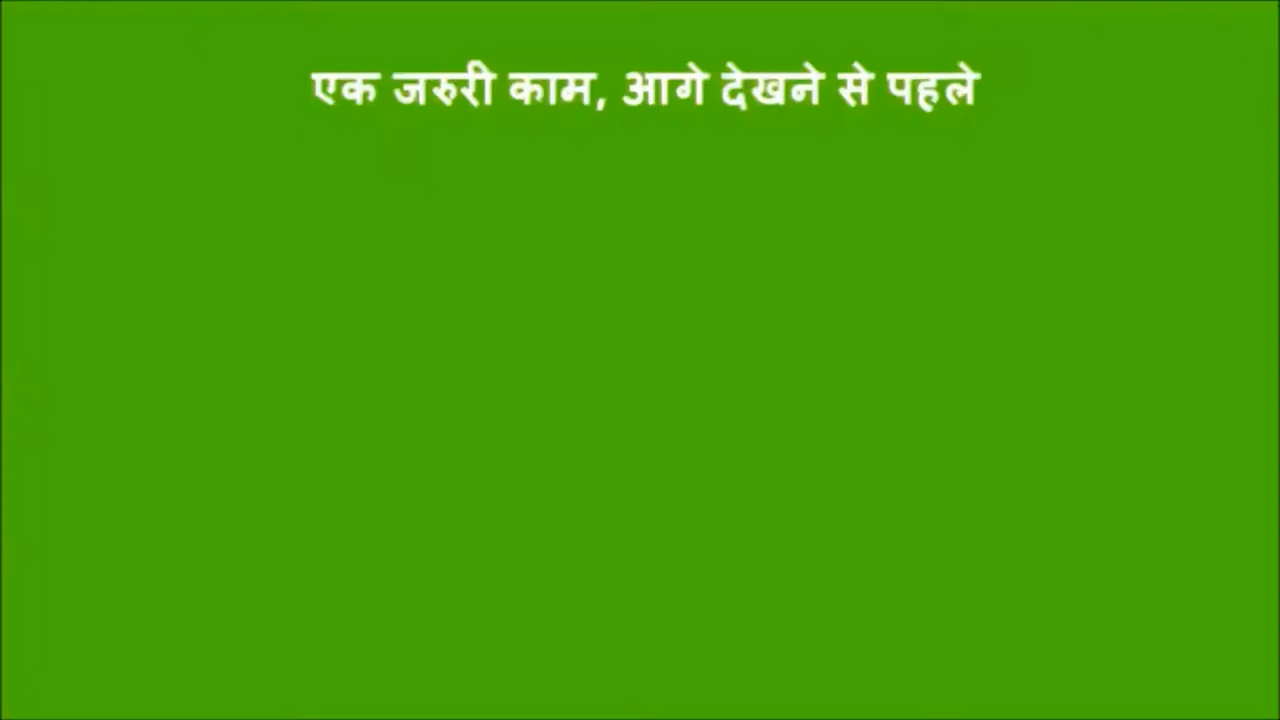 एक जरुरी काम, आगे देखने से पहले